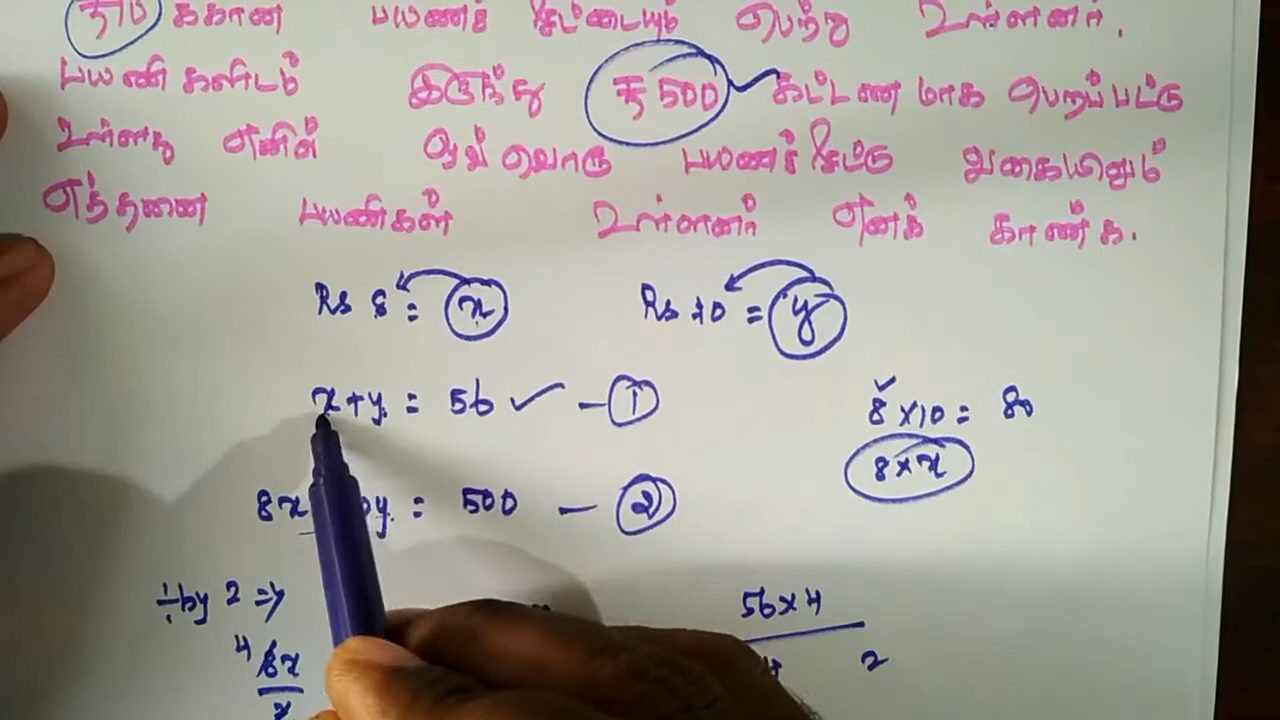 ₹10 க்கான பயணச் சீட்டையும் பெற்று உள்ளனர்.
பயணிகளிடம் இருந்து ₹500 கட்டணமாக பெறப்பட்டு
உள்ளது எனில் ஒவ்வொரு பயணச்சீட்டு வகையிலும்
எத்தனை பயணிகள் உள்ளனர் எனக் காண்க.
Rs 8 = x Rs 10 = y
x+y = 56 ✓ - ①
8×10 = 80
8×x
8x y = 500 - ②
÷by 2 ⇒
56×4
4 8x
2